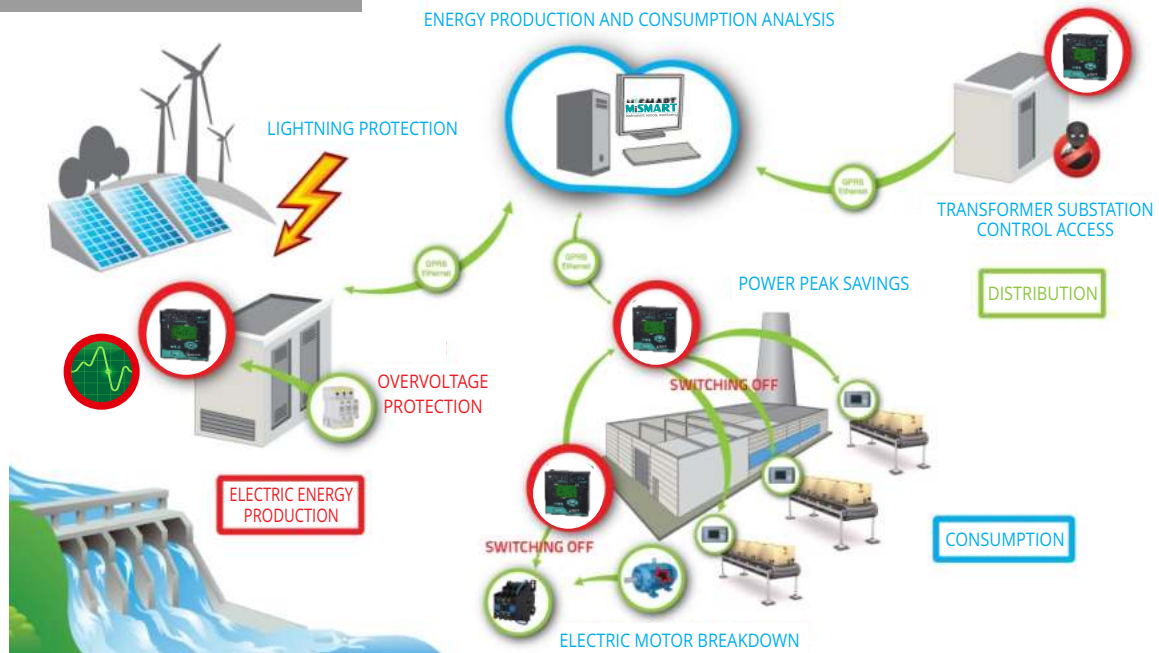 ENERGY PRODUCTION AND CONSUMPTION ANALYSIS
MiSMART
LIGHTNING PROTECTION
GPRS
Ethernet
TRANSFORMER SUBSTATION
CONTROL ACCESS
GPRS
Ethernet
GPRS
Ethernet
POWER PEAK SAVINGS
DISTRIBUTION
OVERVOLTAGE
PROTECTION
SWITCHING OFF
ELECTRIC ENERGY
PRODUCTION
CONSUMPTION
SWITCHING OFF
ELECTRIC MOTOR BREAKDOWN